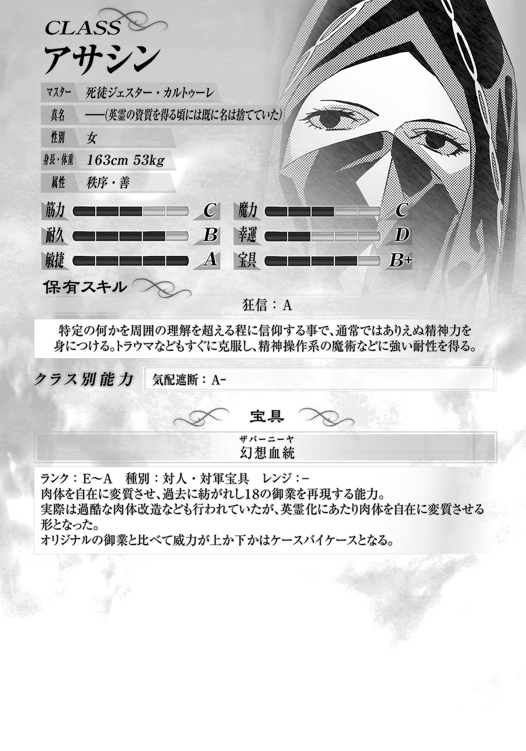 CLASS
アサシン
マスター 死徒ジェスター・カルトゥーレ
真名 ――(英霊の資質を得る頃には既に名は捨てていた)
性別 女
身長・体重 163cm 53kg
属性 秩序・善
筋力 C 魔力 C
耐久 B 幸運 D
敏捷 A 宝具 B+
保有スキル
狂信：A
特定の何かを周囲の理解を超える程に信仰する事で、通常ではありえぬ精神力を
身につける。トラウマなどもすぐに克服し、精神操作系の魔術などに強い耐性を得る。
クラス別能力 気配遮断：A-
宝具
ザバーニーヤ
幻想血統
ランク：E～A 種別：対人・対軍宝具 レンジ：−
肉体を自在に変質させ、過去に紡がれし18の御業を再現する能力。
実際は過酷な肉体改造なども行われていたが、英霊化にあたり肉体を自在に変質させる
形となった。
オリジナルの御業と比べて威力が上か下かはケースバイケースとなる。